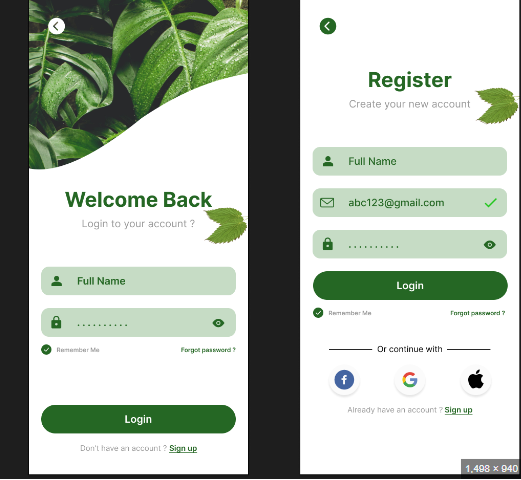 Welcome Back
Login to your account ?
Full Name
. . . . . . . . . .
Remember Me
Forgot password ?
Login
Don't have an account ? Sign up
Register
Create your new account
Full Name
abc123@gmail.com
. . . . . . . . . .
Login
Remember Me
Forgot password ?
Or continue with
f
G
Already have an account ? Sign up
1,498 × 940